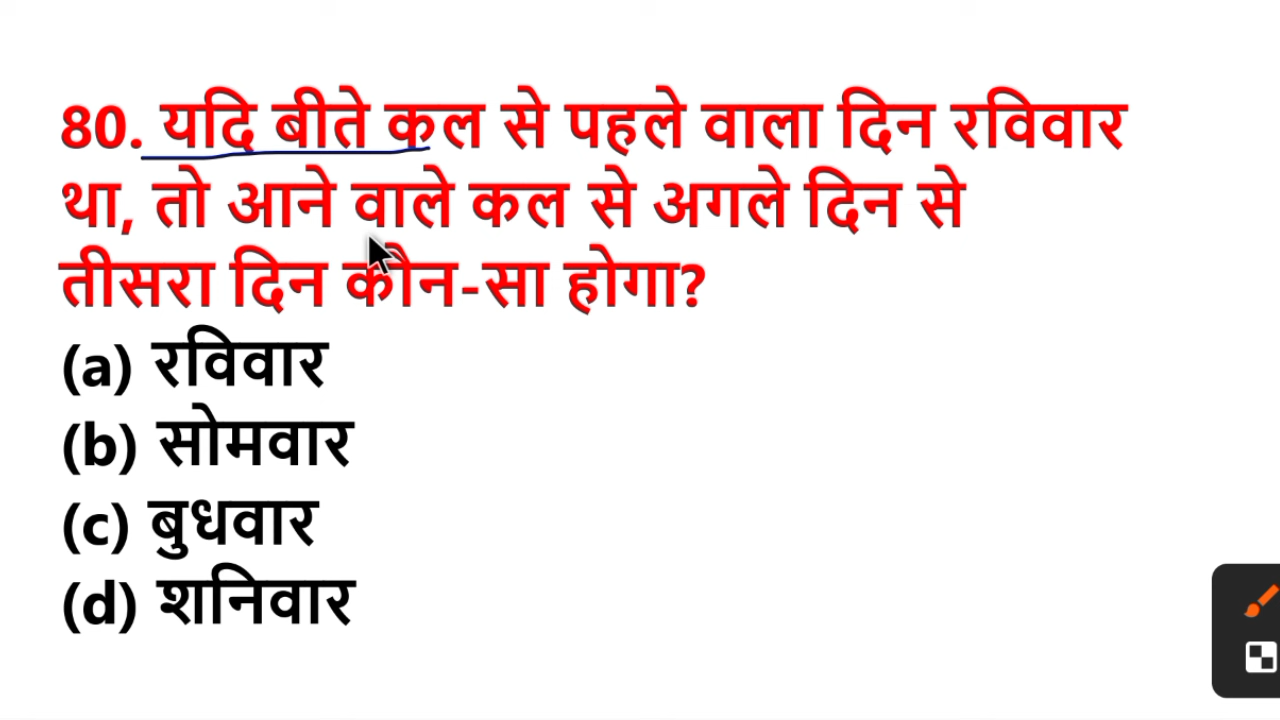 80. यदि बीते कल से पहले वाला दिन रविवार
था, तो आने वाले कल से अगले दिन से
तीसरा दिन कौन-सा होगा?
(a) रविवार
(b) सोमवार
(c) बुधवार
(d) शनिवार